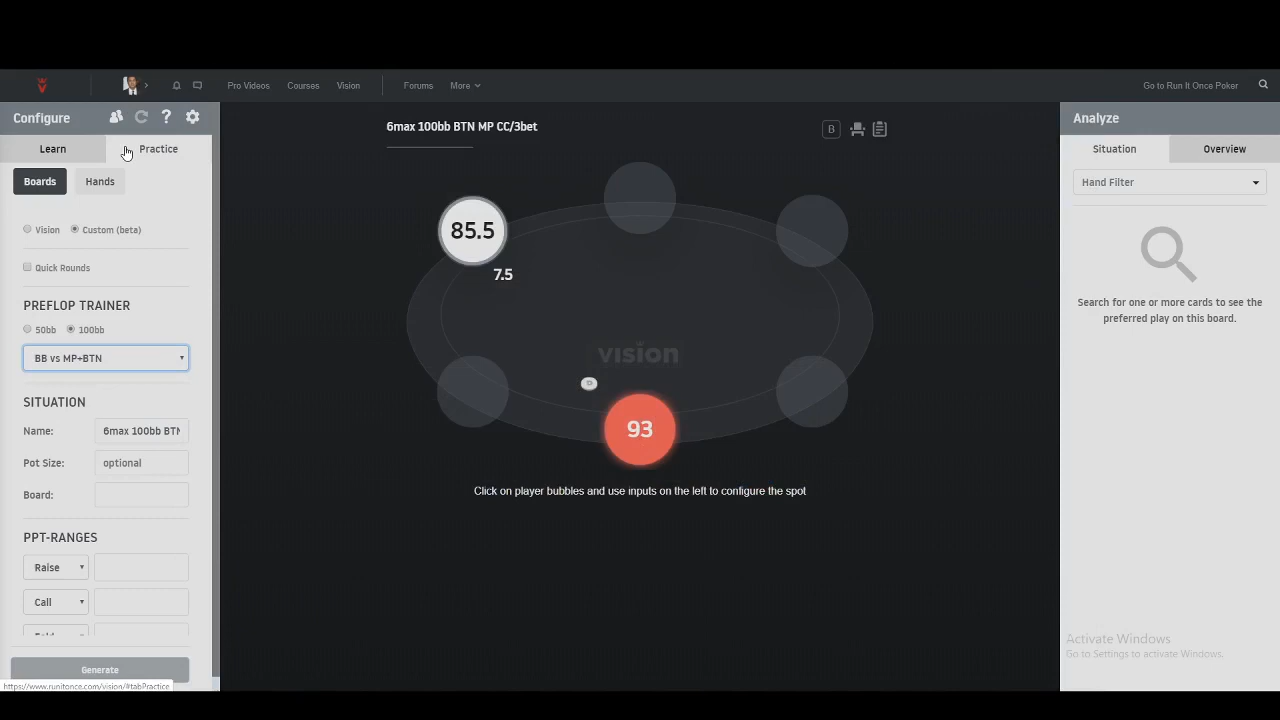 Pro Videos Courses Vision Forums More Go to Run It Once Poker
Configure
Learn Practice
Boards Hands
Vision Custom (beta)
Quick Rounds
PREFLOP TRAINER
50bb 100bb
BB vs MP+BTN
SITUATION
Name: 6max 100bb BTN
Pot Size: optional
Board:
PPT-RANGES
Raise
Call
Generate
https://www.runitonce.com/vision/#tabPractice
6max 100bb BTN MP CC/3bet
B
85.5
7.5
vision
D
93
Click on player bubbles and use inputs on the left to configure the spot
Analyze
Situation Overview
Hand Filter
Search for one or more cards to see the
preferred play on this board.
Activate Windows
Go to Settings to activate Windows.